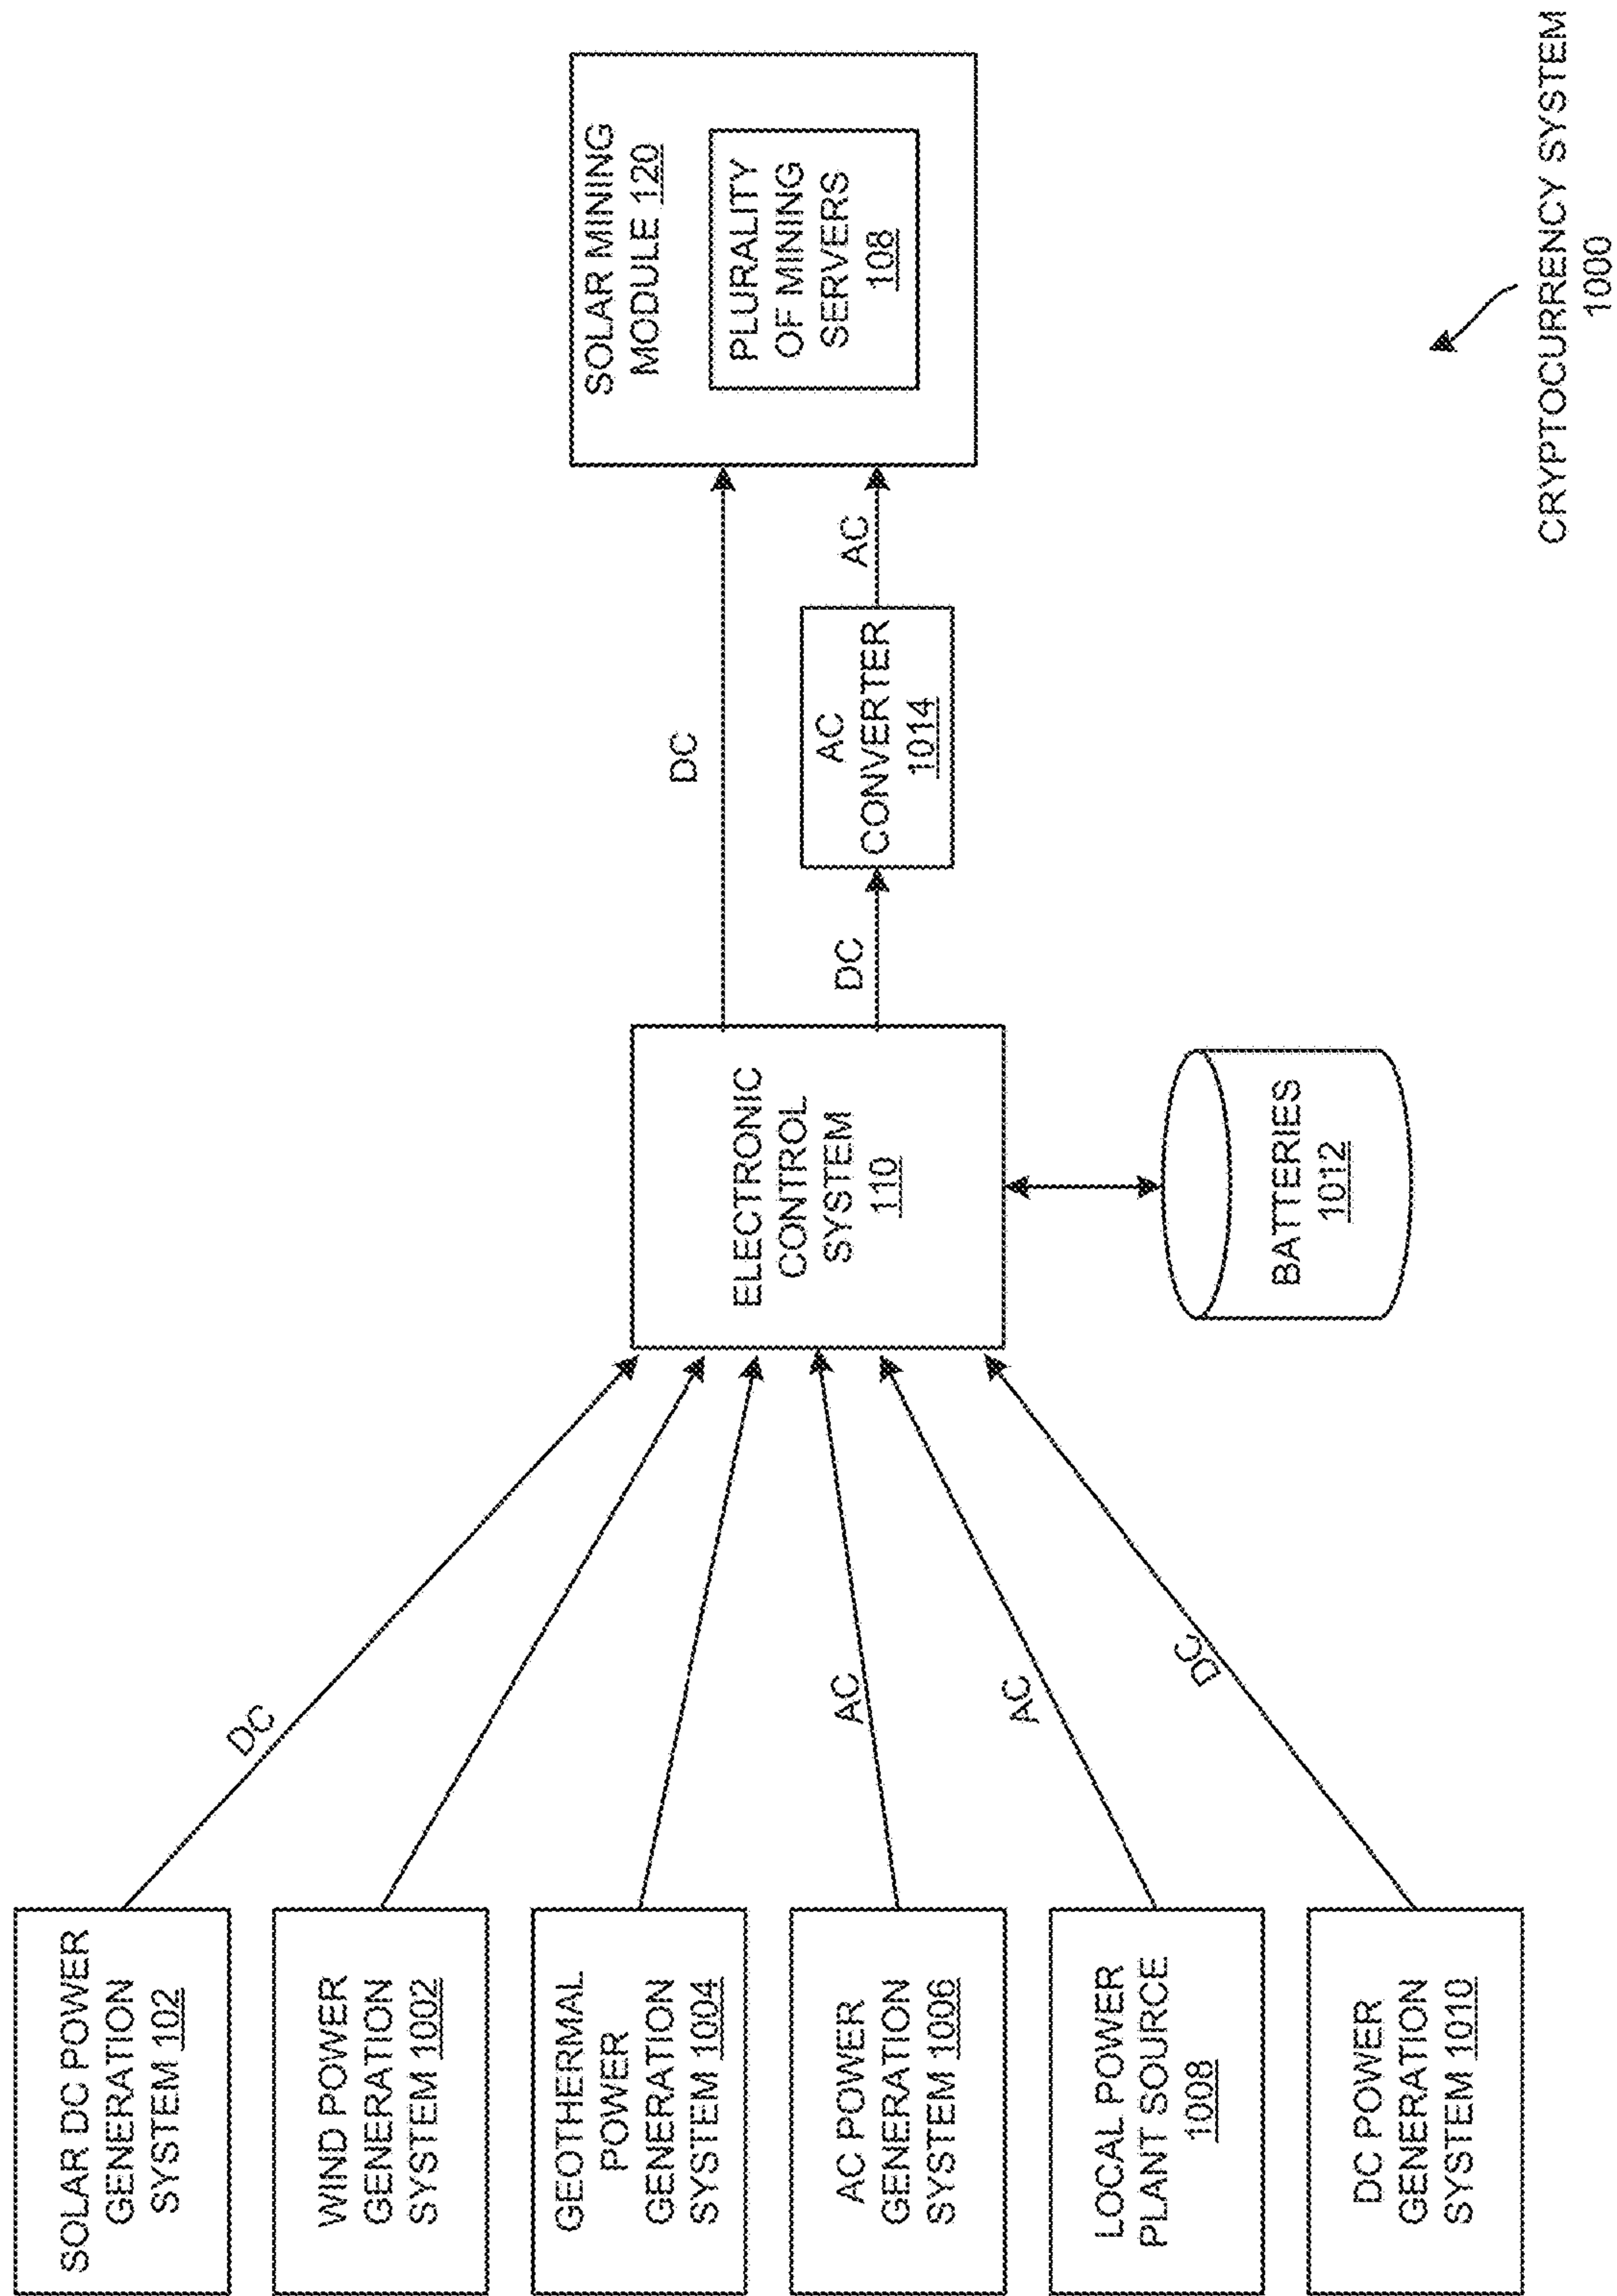 SOLAR DC POWER
GENERATION
SYSTEM 102
WIND POWER
GENERATION
SYSTEM 1002
GEOTHERMAL
POWER
GENERATION
SYSTEM 1004
AC POWER
GENERATION
SYSTEM 1006
LOCAL POWER
PLANT SOURCE
1008
DC POWER
GENERATION
SYSTEM 1010
DC
AC
AC
DC
ELECTRONIC
CONTROL
SYSTEM
110
BATTERIES
1012
DC
DC
AC
CONVERTER
1014
AC
SOLAR MINING
MODULE 120
PLURALITY
OF MINING
SERVERS
108
CRYPTOCURRENCY SYSTEM
1000